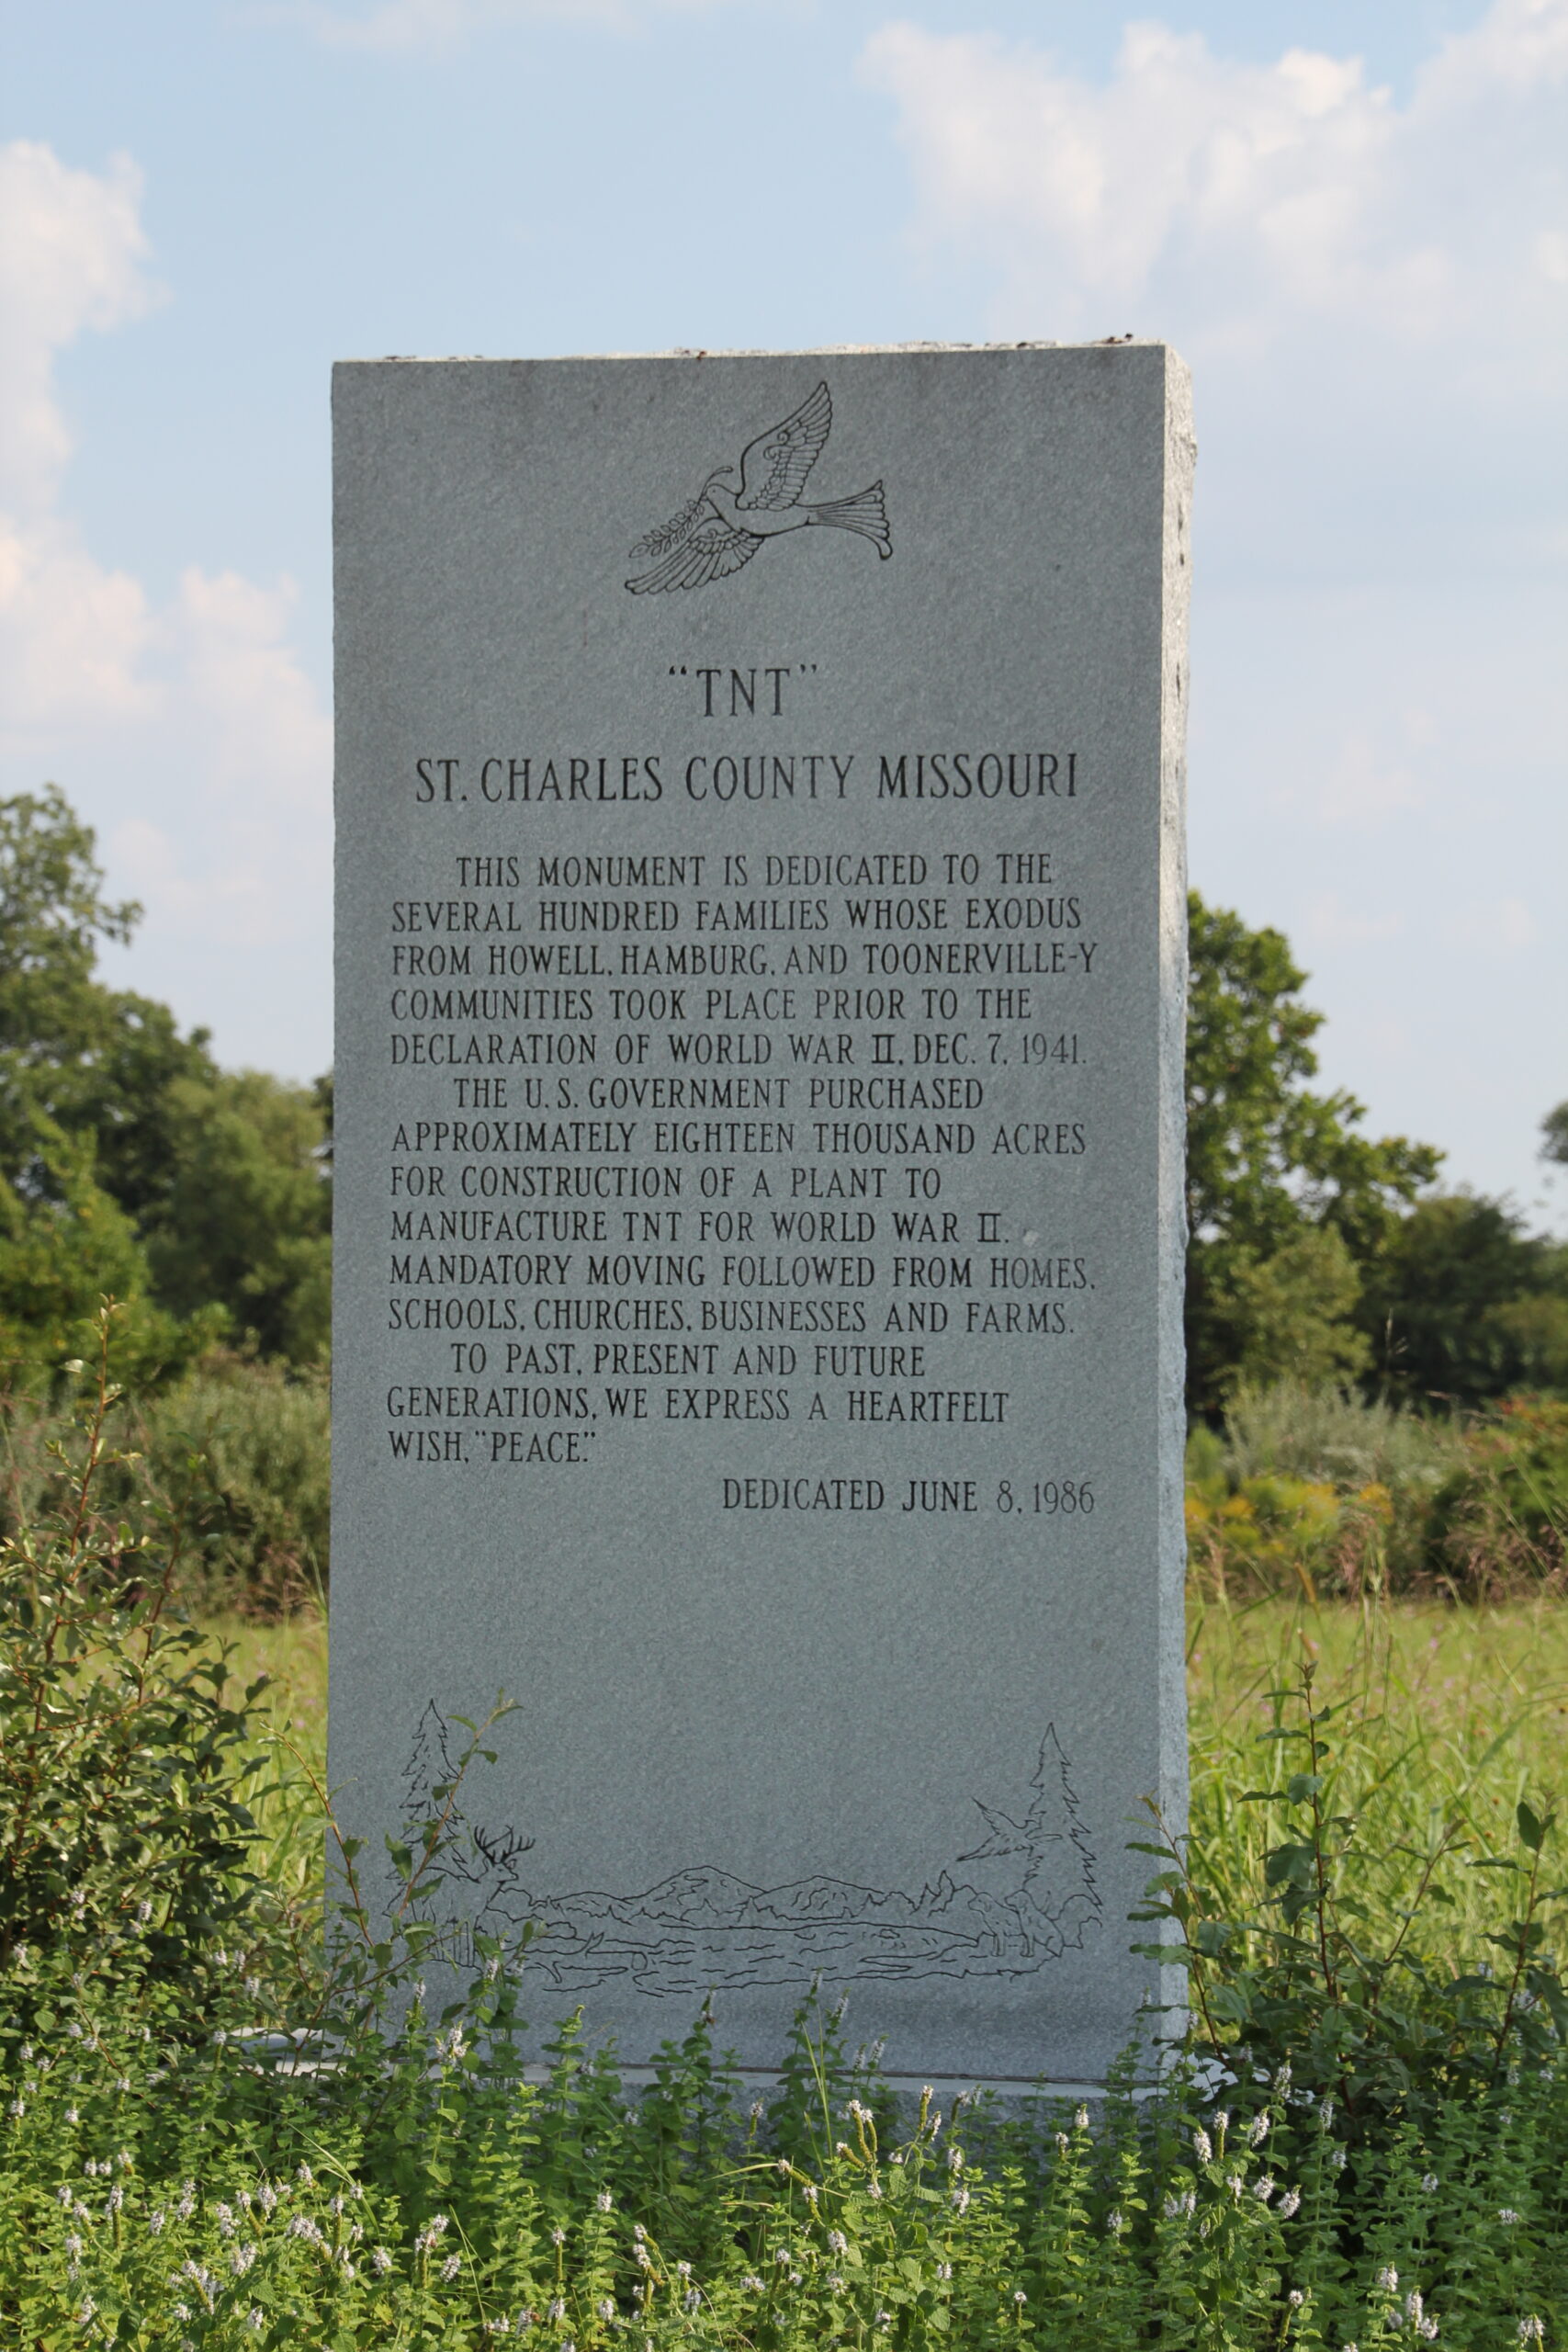 “TNT”
ST. CHARLES COUNTY MISSOURI
THIS MONUMENT IS DEDICATED TO THE
SEVERAL HUNDRED FAMILIES WHOSE EXODUS
FROM HOWELL, HAMBURG, AND TOONERVILLE-Y
COMMUNITIES TOOK PLACE PRIOR TO THE
DECLARATION OF WORLD WAR II, DEC. 7, 1941.
THE U.S. GOVERNMENT PURCHASED
APPROXIMATELY EIGHTEEN THOUSAND ACRES
FOR CONSTRUCTION OF A PLANT TO
MANUFACTURE TNT FOR WORLD WAR II.
MANDATORY MOVING FOLLOWED FROM HOMES,
SCHOOLS, CHURCHES, BUSINESSES AND FARMS.
TO PAST, PRESENT AND FUTURE
GENERATIONS, WE EXPRESS A HEARTFELT
WISH, “PEACE.”
DEDICATED JUNE 8, 1986